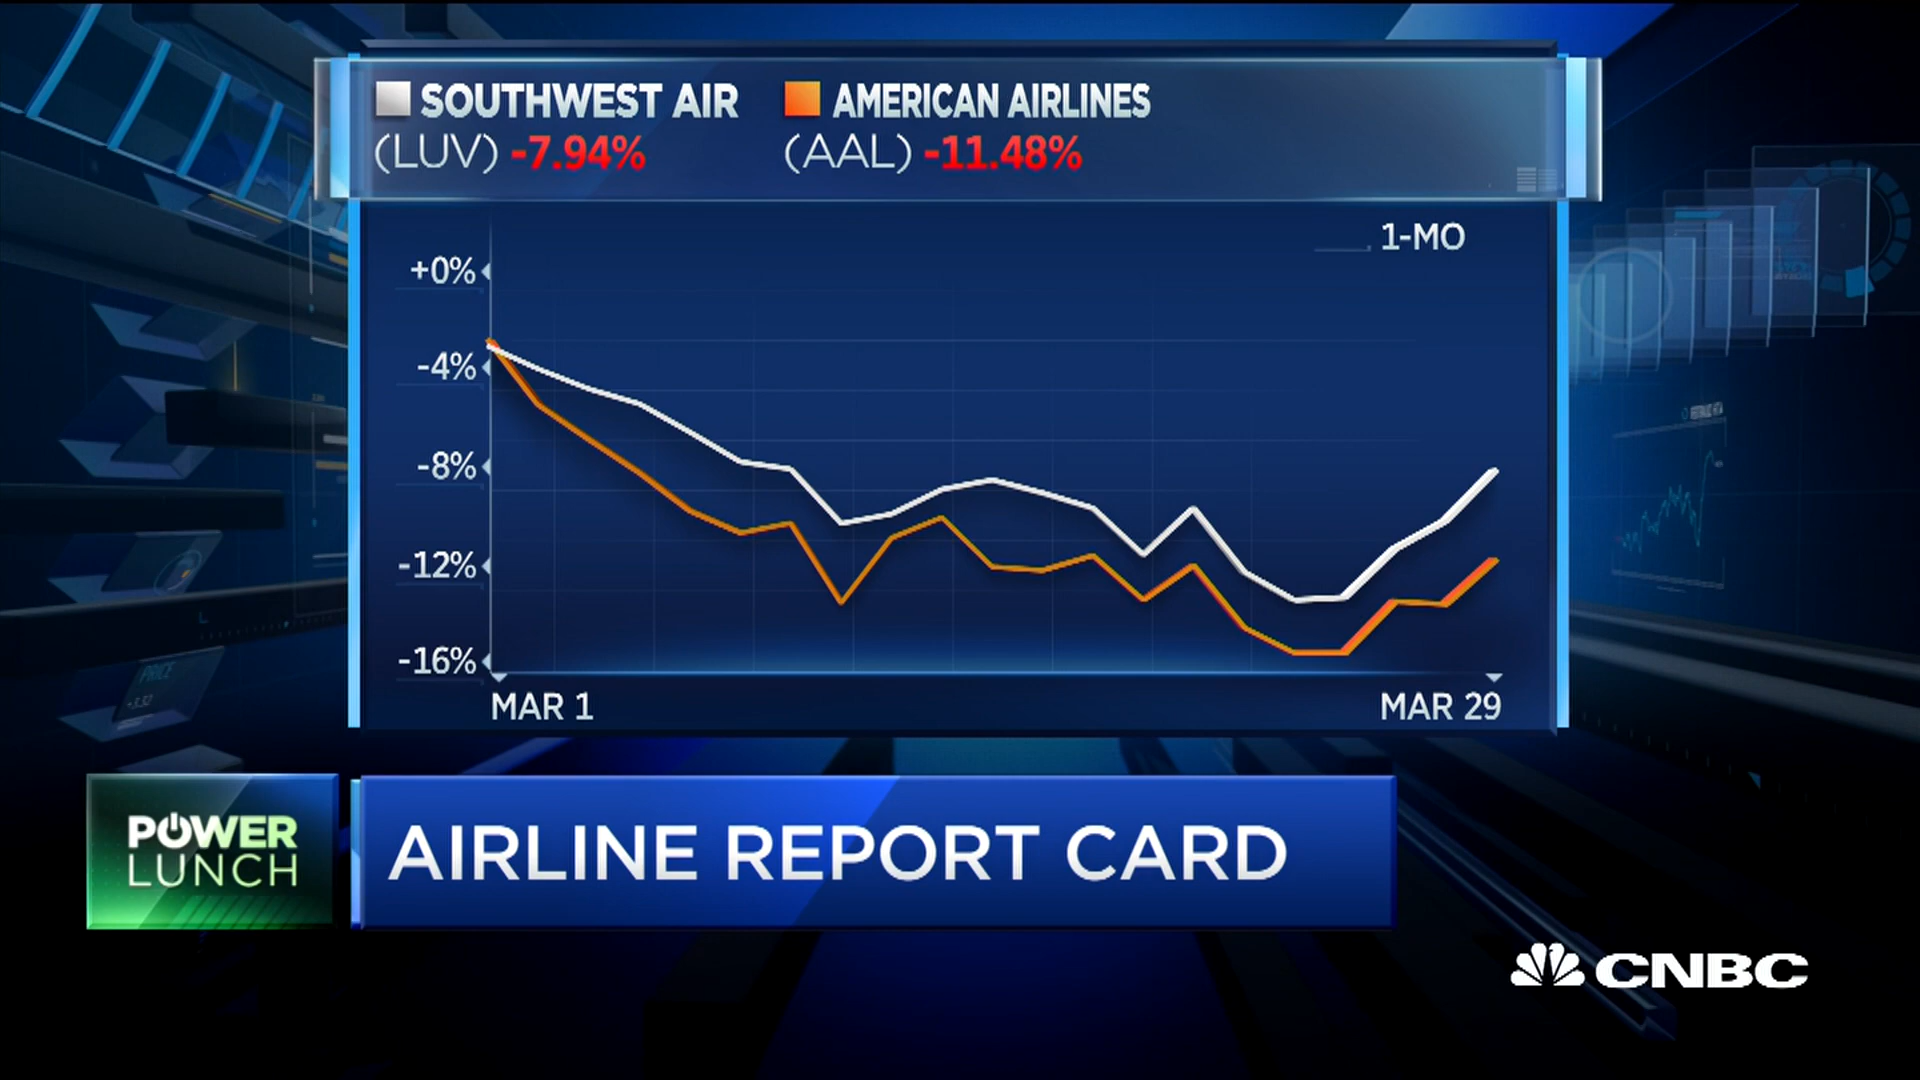 SOUTHWEST AIR
(LUV) -7.94%
AMERICAN AIRLINES
(AAL) -11.48%
1-MO
+0%
-4%
-8%
-12%
-16%
MAR 1
MAR 29
PRICE
POWER
LUNCH
AIRLINE REPORT CARD
CNBC